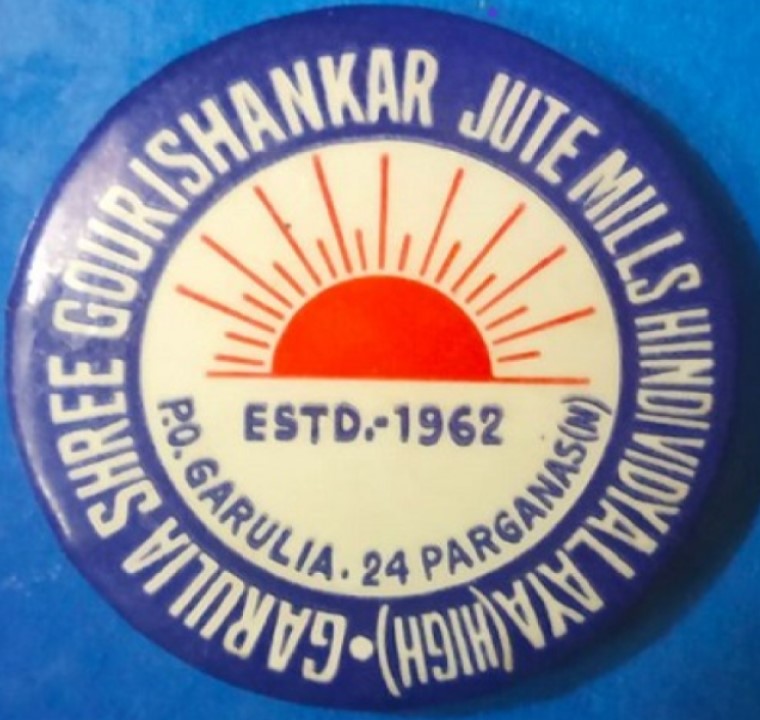 GARULIA SHREE GOURISHANKAR JUTE MILLS HINDI VIDYALAYA(HIGH)•
ESTD.-1962
P.O. GARULIA. 24 PARGANAS(N)